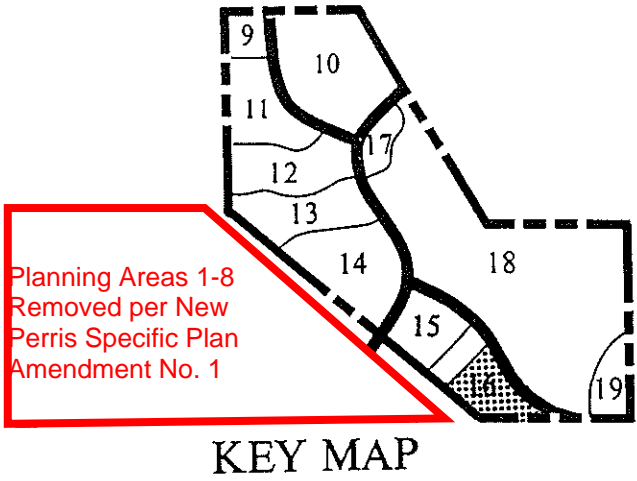 9
10
11
17
12
13
14
18
15
16
19
Planning Areas 1-8
Removed per New
Perris Specific Plan
Amendment No. 1
KEY MAP